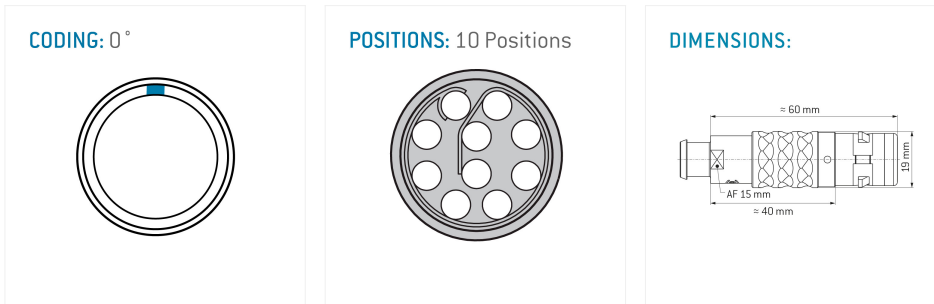 CODING: 0°
POSITIONS: 10 Positions
DIMENSIONS:
≈ 60 mm
19 mm
AF 15 mm
≈ 40 mm